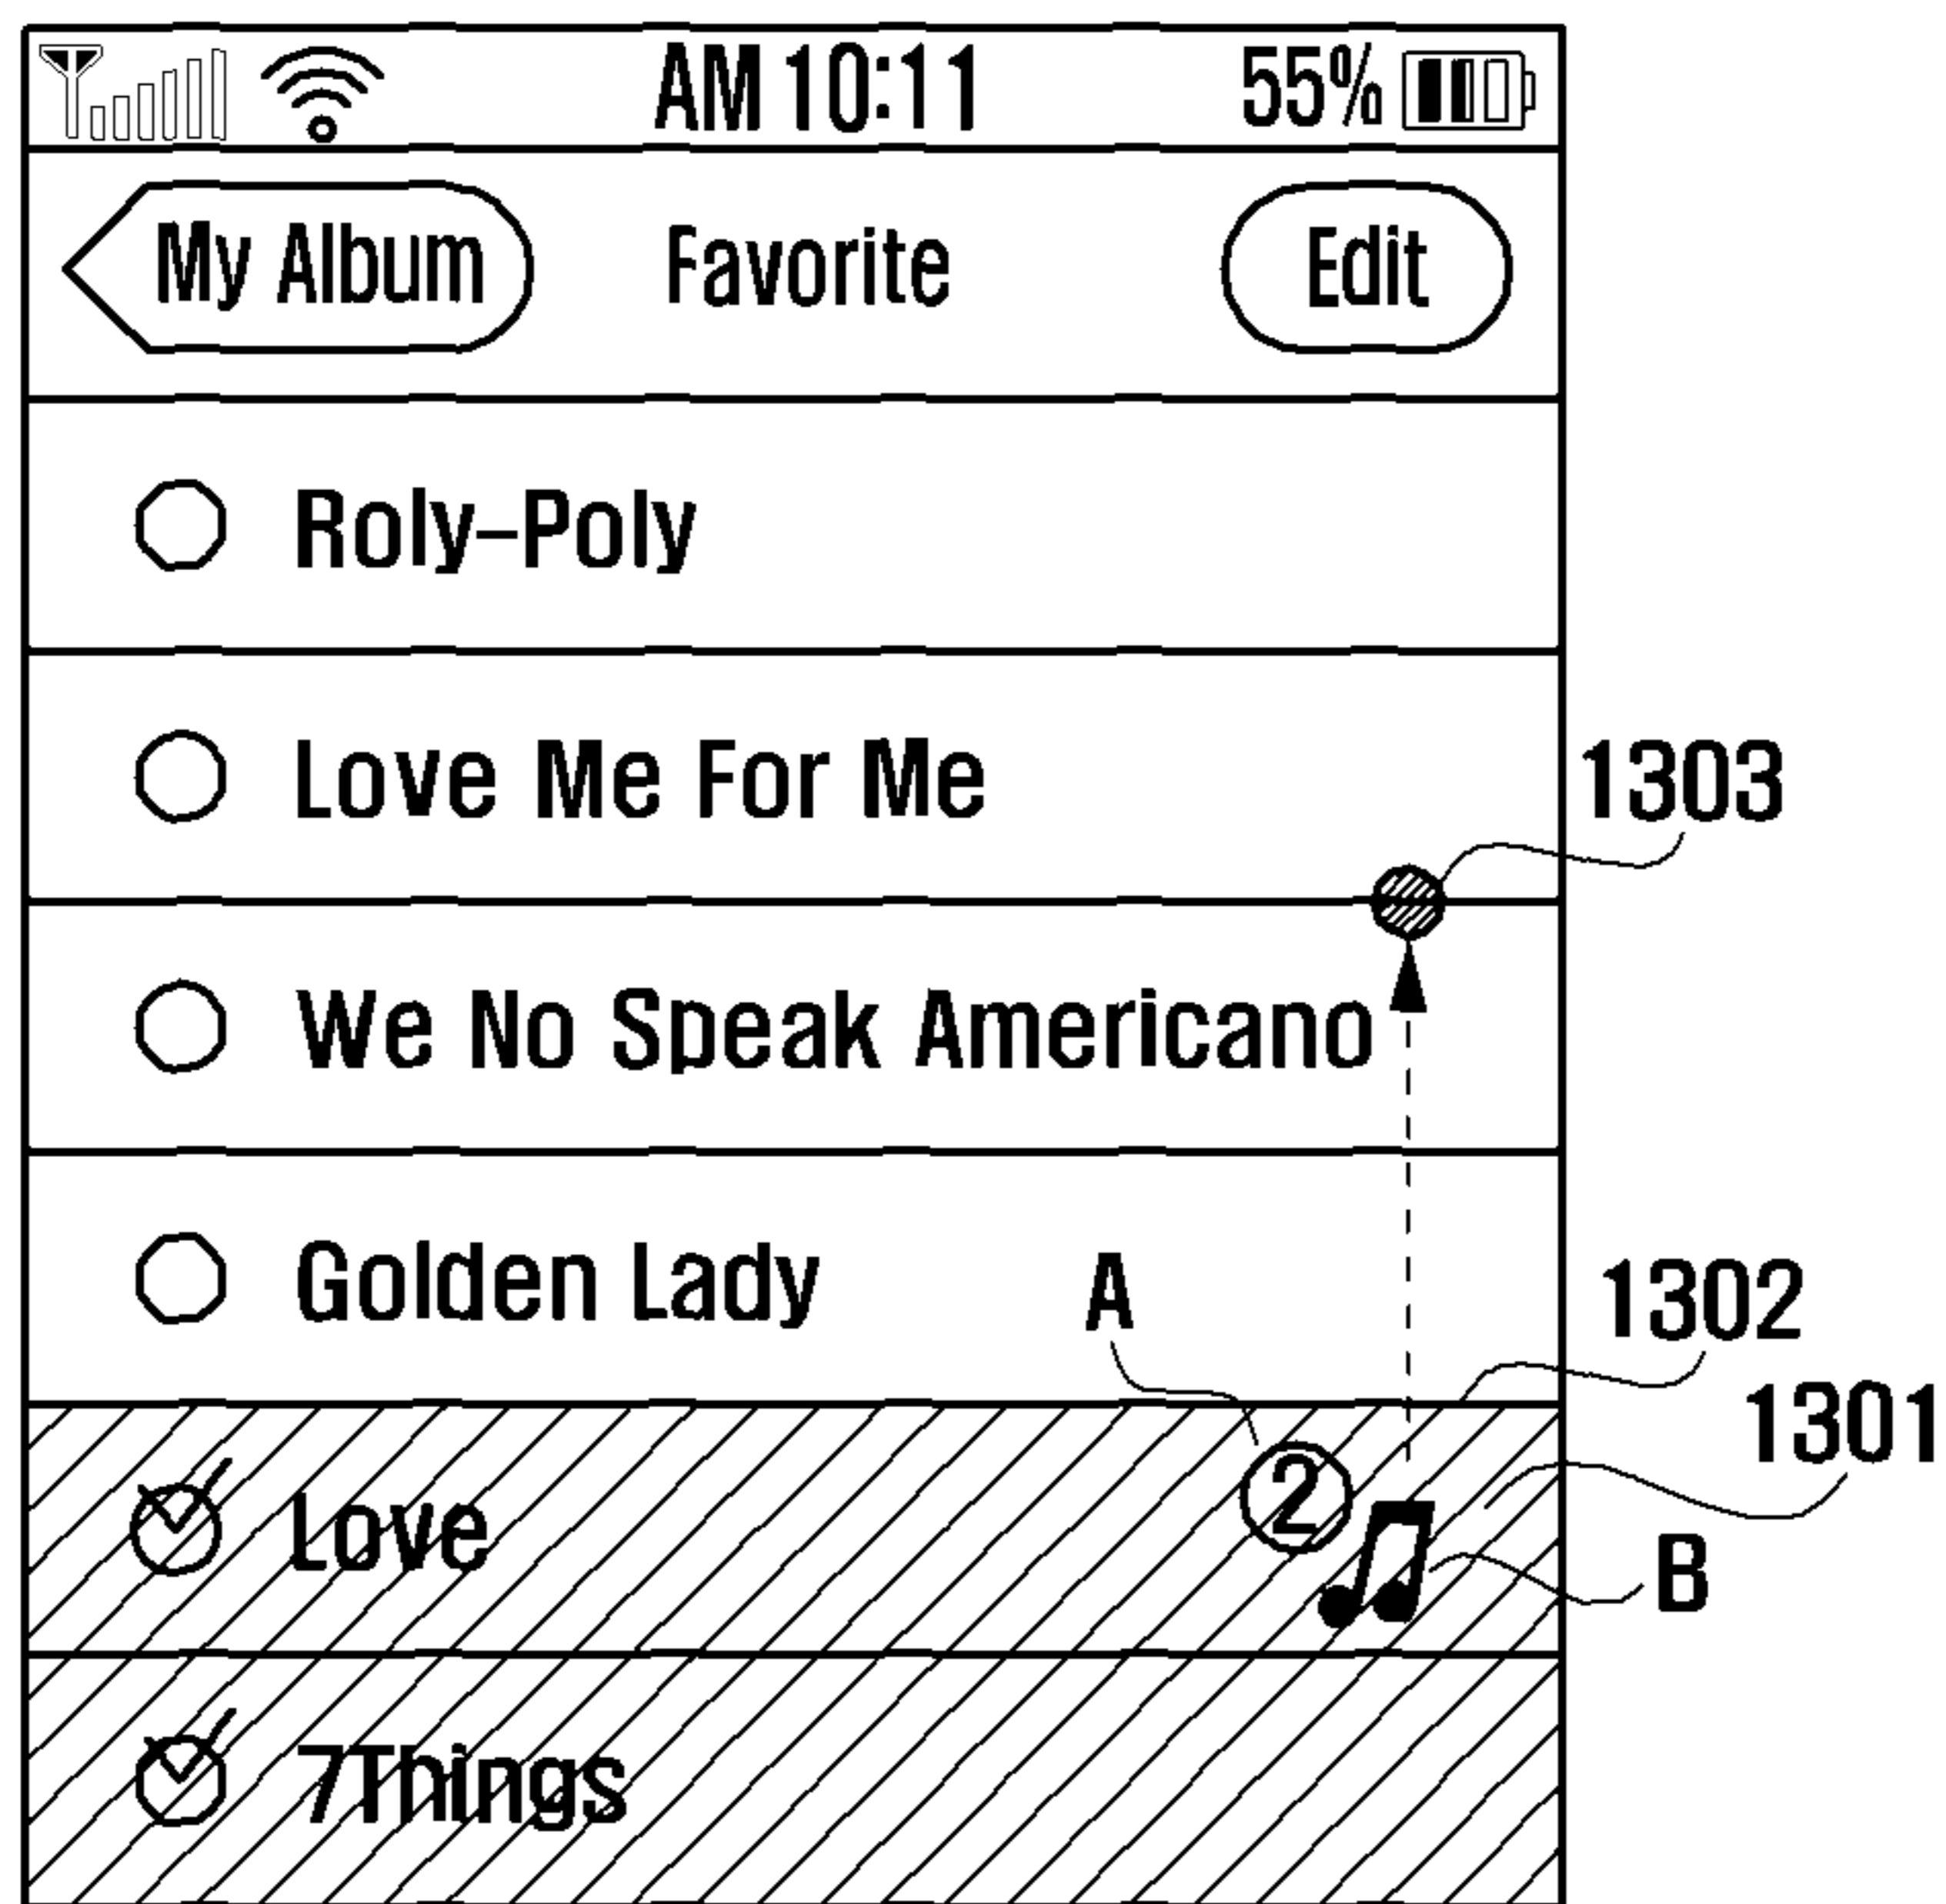 AM 10:11 55%
My Album Favorite Edit
Roly-Poly
Love Me For Me
1303
We No Speak Americano
Golden Lady
A
1302
1301
2
Love
B
7Things